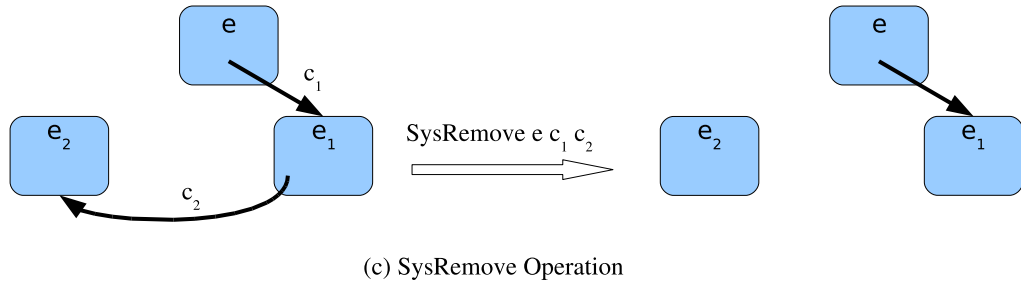 e
e
c₁
e₂
e₁
SysRemove e c₁ c₂
e₂
e₁
c₂
(c) SysRemove Operation